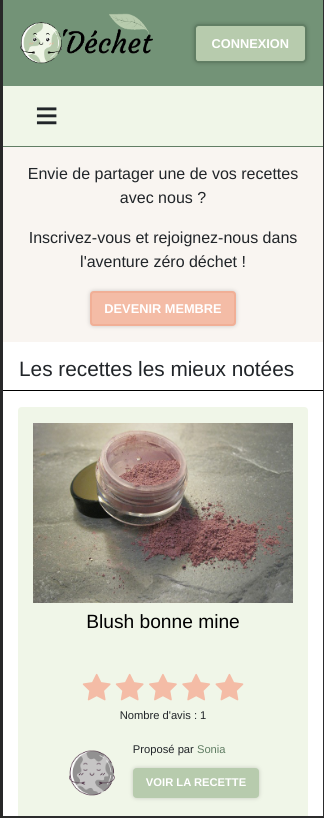 'Déchet
CONNEXION
Envie de partager une de vos recettes
avec nous ?
Inscrivez-vous et rejoignez-nous dans
l'aventure zéro déchet !
DEVENIR MEMBRE
Les recettes les mieux notées
Blush bonne mine
Nombre d'avis : 1
Proposé par Sonia
VOIR LA RECETTE